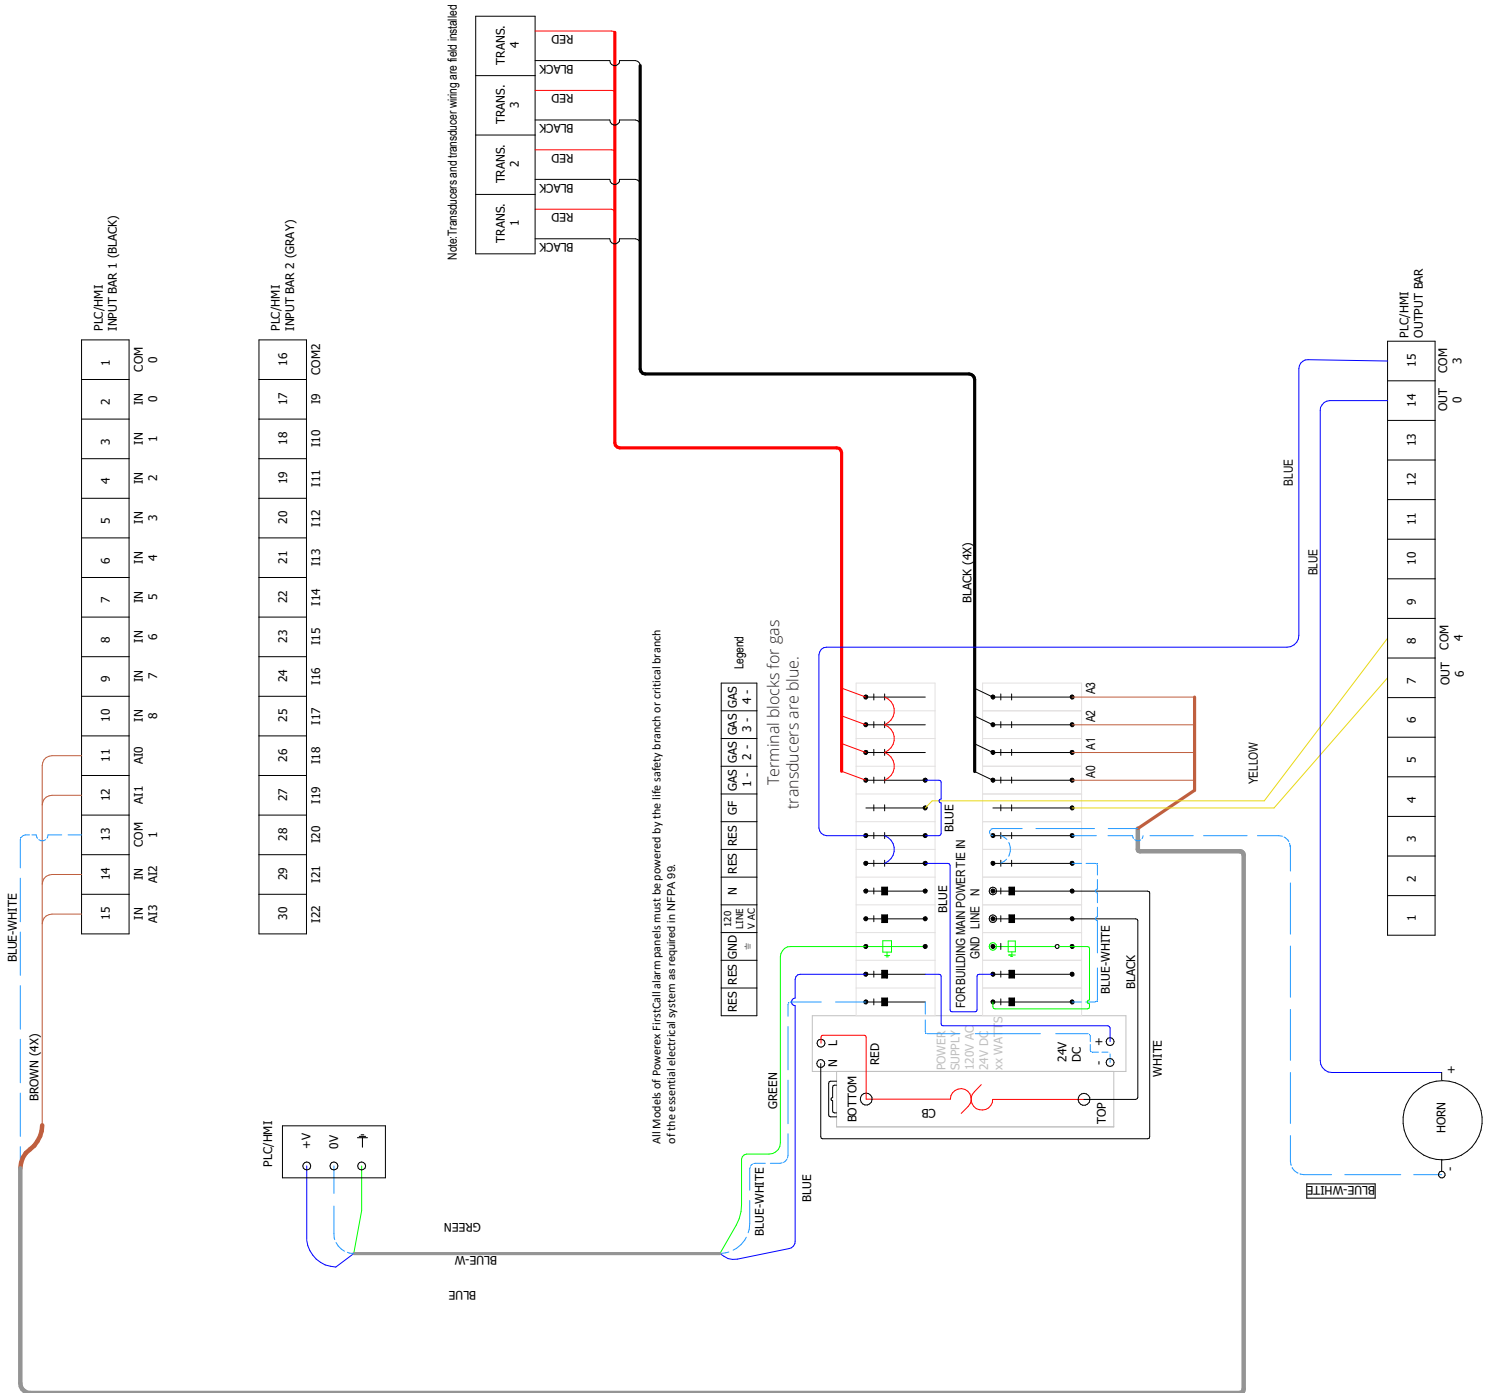 Note:Transducers and transducer wiring are field installed
TRANS.
4
TRANS.
3
TRANS.
2
TRANS.
1
RED
BLACK
RED
BLACK
RED
BLACK
RED
BLACK
PLC/HMI
INPUT BAR 1 (BLACK)
1
COM
0
2
IN
0
3
IN
1
4
IN
2
5
IN
3
6
IN
4
7
IN
5
8
IN
6
9
IN
7
10
IN
8
11
AI0
12
AI1
13
COM
1
14
IN
AI2
15
IN
AI3
BLUE-WHITE
BROWN (4X)
PLC/HMI
INPUT BAR 2 (GRAY)
16
COM2
17
I9
18
I10
19
I11
20
I12
21
I13
22
I14
23
I15
24
I16
25
I17
26
I18
27
I19
28
I20
29
I21
30
I22
PLC/HMI
+V
0V
GREEN
BLUE-W
BLUE
All Models of Powerex FirstCall alarm panels must be powered by the life safety branch or critical branch
of the essential electrical system as required in NFPA 99.
Legend
RES
RES
GND
120
LINE
V AC
N
RES
RES
GF
GAS
1 -
GAS
2 -
GAS
3 -
GAS
4 -
Terminal blocks for gas
transducers are blue.
BLACK (4X)
A3
A2
A1
A0
BLUE
BLUE
FOR BUILDING MAIN POWER TIE IN
GND
LINE
N
BLUE-WHITE
BLACK
WHITE
GREEN
BLUE-WHITE
BLUE
L
N
RED
BOTTOM
CB
TOP
POWER
SUPPLY
120V AC
24V DC
xx WATTS
24V
DC
+
-
YELLOW
BLUE
BLUE
PLC/HMI
OUTPUT BAR
15
COM
3
14
OUT
0
13
12
11
10
9
8
COM
4
7
OUT
6
6
5
4
3
2
1
HORN
+
-
BLUE-WHITE